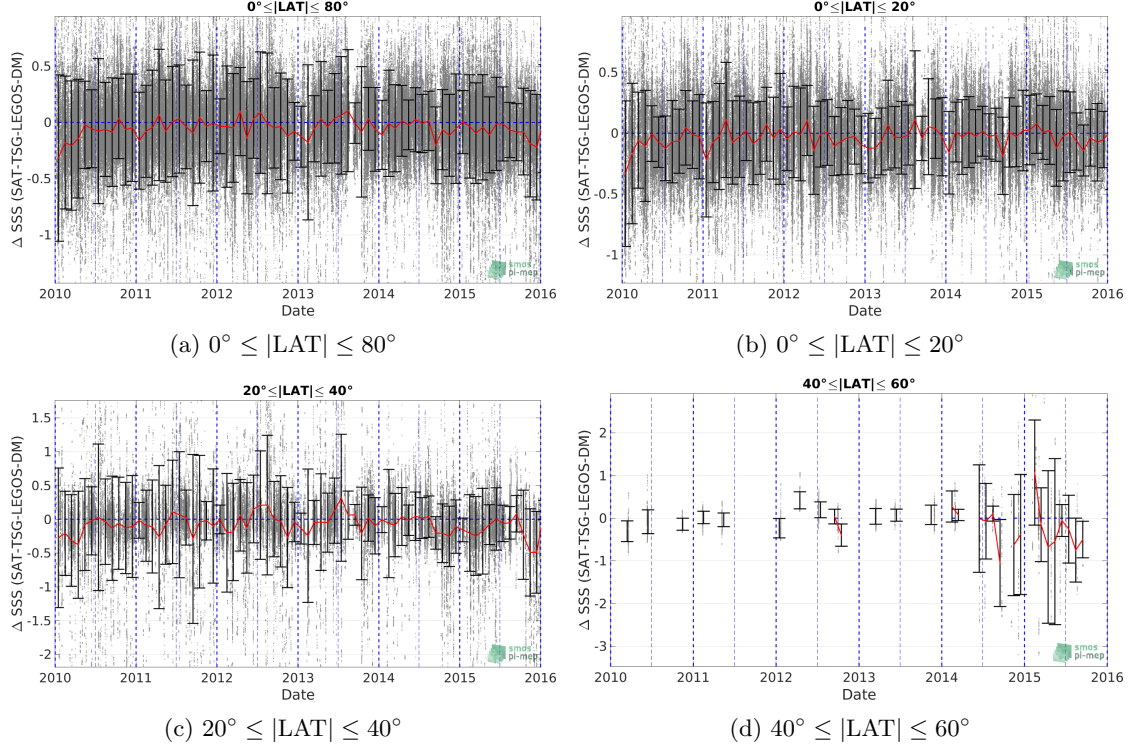 0°≤|LAT|≤ 80°
Δ SSS (SAT-TSG-LEGOS-DM)
0.5
0
-0.5
-1
2010 2011 2012 2013 2014 2015 2016
Date
smos
pi-mep
(a) 0° ≤ |LAT| ≤ 80°
0°≤|LAT|≤ 20°
Δ SSS (SAT-TSG-LEGOS-DM)
0.5
0
-0.5
-1
2010 2011 2012 2013 2014 2015 2016
Date
smos
pi-mep
(b) 0° ≤ |LAT| ≤ 20°
20°≤|LAT|≤ 40°
Δ SSS (SAT-TSG-LEGOS-DM)
1.5
1
0.5
0
-0.5
-1
-1.5
-2
2010 2011 2012 2013 2014 2015 2016
Date
smos
pi-mep
(c) 20° ≤ |LAT| ≤ 40°
40°≤|LAT|≤ 60°
Δ SSS (SAT-TSG-LEGOS-DM)
2
1
0
-1
-2
-3
2010 2011 2012 2013 2014 2015 2016
Date
smos
pi-mep
(d) 40° ≤ |LAT| ≤ 60°